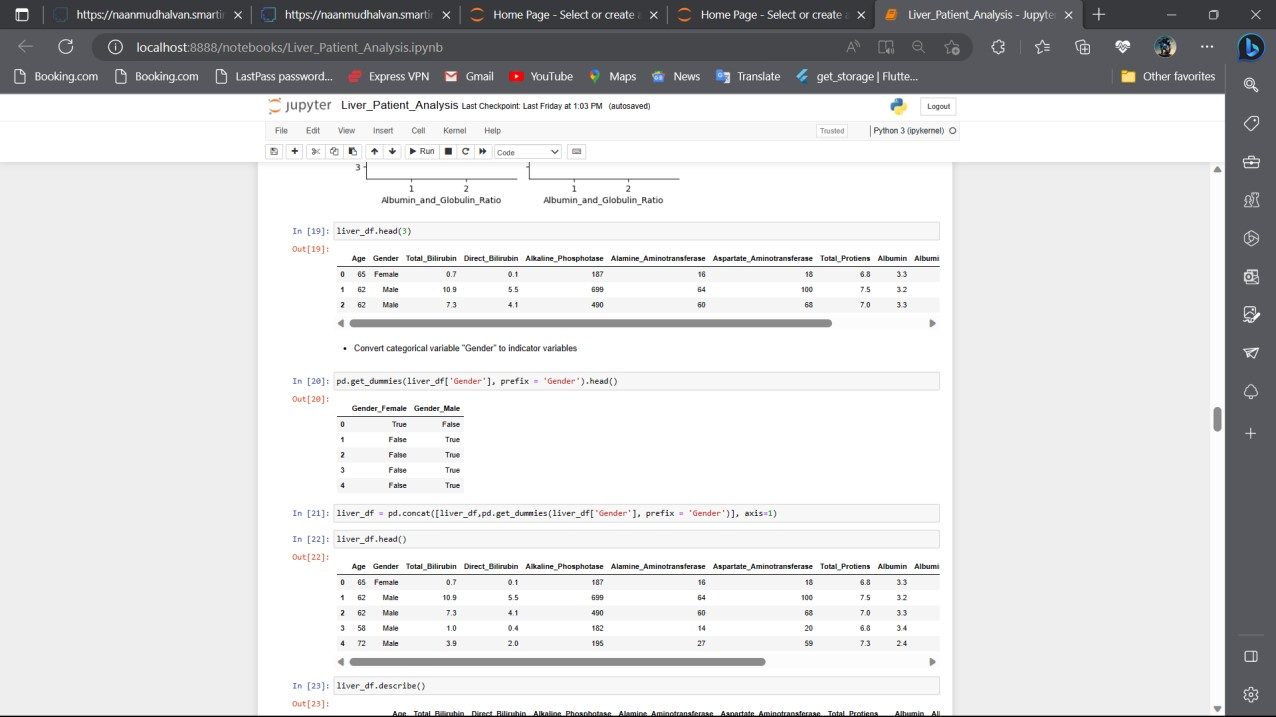 https://naanmudhalvan.smartir
https://naanmudhalvan.smartir
Home Page - Select or create a
Home Page - Select or create a
Liver_Patient_Analysis - Jupyter
localhost:8888/notebooks/Liver_Patient_Analysis.ipynb
Booking.com
Booking.com
LastPass password...
Express VPN
Gmail
YouTube
Maps
News
Translate
get_storage | Flutte...
Other favorites
jupyter Liver_Patient_Analysis Last Checkpoint: Last Friday at 1:03 PM (autosaved)
Logout
File Edit View Insert Cell Kernel Help
Trusted
Python 3 (ipykernel)
Run
Code
3
1 2 1 2
Albumin_and_Globulin_Ratio Albumin_and_Globulin_Ratio
In [19]: liver_df.head(3)
Out[19]:
Age Gender Total_Bilirubin Direct_Bilirubin Alkaline_Phosphotase Alamine_Aminotransferase Aspartate_Aminotransferase Total_Protiens Albumin Albumi
0 65 Female 0.7 0.1 187 16 18 6.8 3.3
1 62 Male 10.9 5.5 699 64 100 7.5 3.2
2 62 Male 7.3 4.1 490 60 68 7.0 3.3
• Convert categorical variable "Gender" to indicator variables
In [20]: pd.get_dummies(liver_df['Gender'], prefix = 'Gender').head()
Out[20]:
Gender_Female Gender_Male
0 True False
1 False True
2 False True
3 False True
4 False True
In [21]: liver_df = pd.concat([liver_df,pd.get_dummies(liver_df['Gender'], prefix = 'Gender')], axis=1)
In [22]: liver_df.head()
Out[22]:
Age Gender Total_Bilirubin Direct_Bilirubin Alkaline_Phosphotase Alamine_Aminotransferase Aspartate_Aminotransferase Total_Protiens Albumin Albumi
0 65 Female 0.7 0.1 187 16 18 6.8 3.3
1 62 Male 10.9 5.5 699 64 100 7.5 3.2
2 62 Male 7.3 4.1 490 60 68 7.0 3.3
3 58 Male 1.0 0.4 182 14 20 6.8 3.4
4 72 Male 3.9 2.0 195 27 59 7.3 2.4
In [23]: liver_df.describe()
Out[23]:
Age Total_Bilirubin Direct_Bilirubin Alkaline_Phosphotase Alamine_Aminotransferase Aspartate_Aminotransferase Total_Protiens Albumin Al